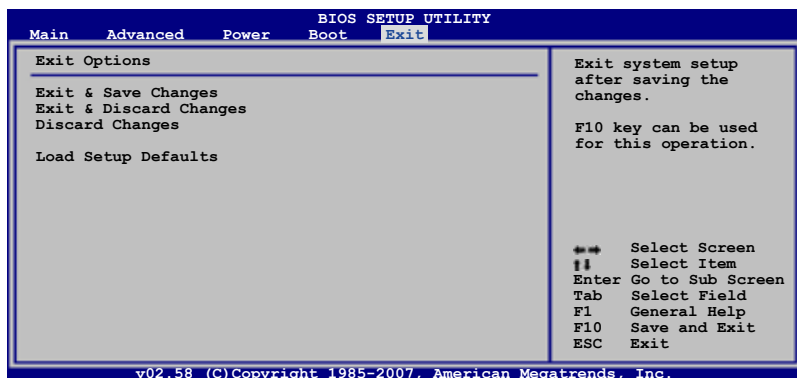 BIOS SETUP UTILITY
Main Advanced Power Boot Exit
Exit Options
Exit & Save Changes
Exit & Discard Changes
Discard Changes
Load Setup Defaults
Exit system setup
after saving the
changes.
F10 key can be used
for this operation.
←→ Select Screen
↑↓ Select Item
Enter Go to Sub Screen
Tab Select Field
F1 General Help
F10 Save and Exit
ESC Exit
v02.58 (C)Copyright 1985-2007, American Megatrends, Inc.